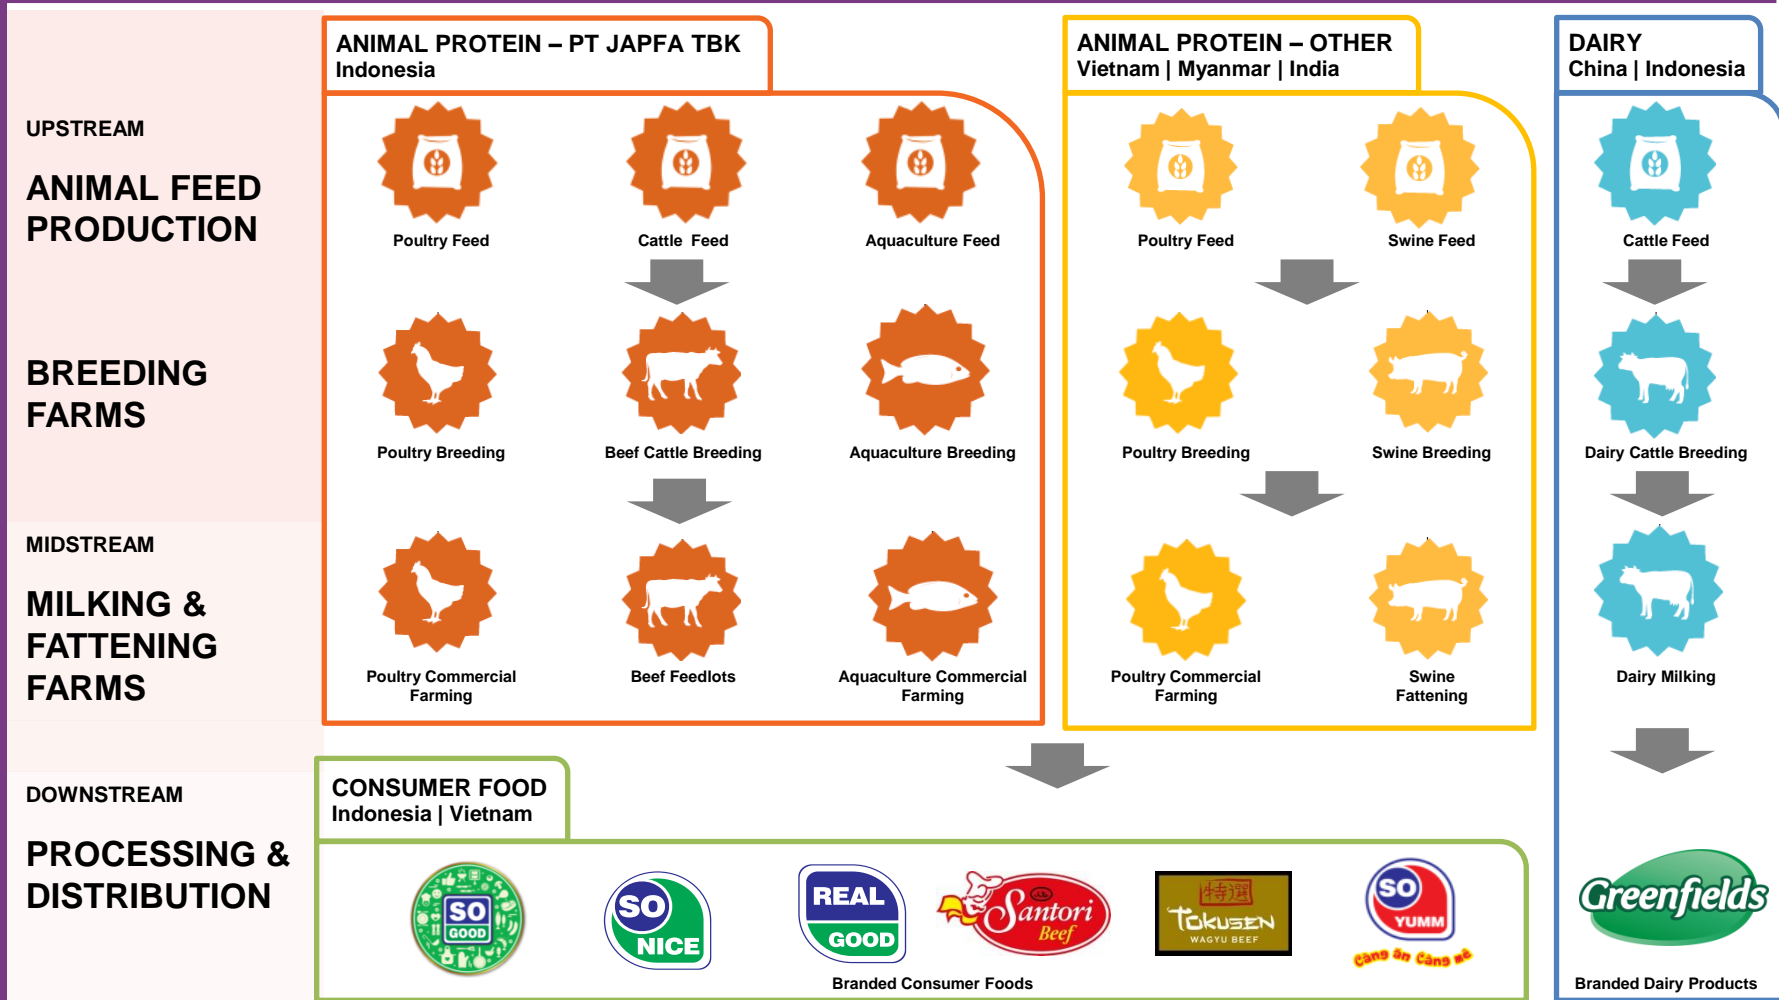 ANIMAL PROTEIN – PT JAPFA TBK
Indonesia
ANIMAL PROTEIN – OTHER
Vietnam | Myanmar | India
DAIRY
China | Indonesia
UPSTREAM
ANIMAL FEED
PRODUCTION
Poultry Feed
Cattle Feed
Aquaculture Feed
Poultry Feed
Swine Feed
Cattle Feed
BREEDING
FARMS
Poultry Breeding
Beef Cattle Breeding
Aquaculture Breeding
Poultry Breeding
Swine Breeding
Dairy Cattle Breeding
MIDSTREAM
MILKING &
FATTENING
FARMS
Poultry Commercial
Farming
Beef Feedlots
Aquaculture Commercial
Farming
Poultry Commercial
Farming
Swine
Fattening
Dairy Milking
DOWNSTREAM
PROCESSING &
DISTRIBUTION
CONSUMER FOOD
Indonesia | Vietnam
SO
GOOD
SO
NICE
REAL
GOOD
Santori
Beef
特選
TOKUSEN
WAGYU BEEF
SO
YUMM
Càng ăn Càng mê
Greenfields
Branded Consumer Foods
Branded Dairy Products